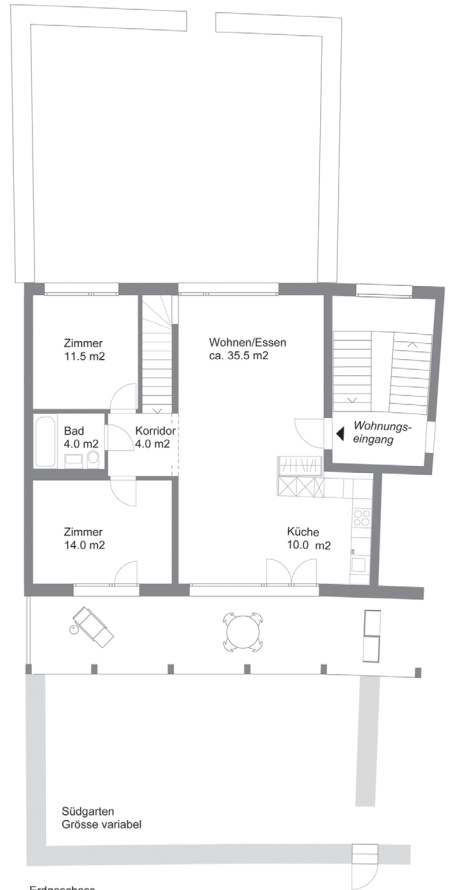 Zimmer
11.5 m2
Wohnen/Essen
ca. 35.5 m2
Bad
4.0 m2
Korridor
4.0 m2
Wohnungs-
eingang
Zimmer
14.0 m2
Küche
10.0 m2
Südgarten
Grösse variabel
Erdgeschoss